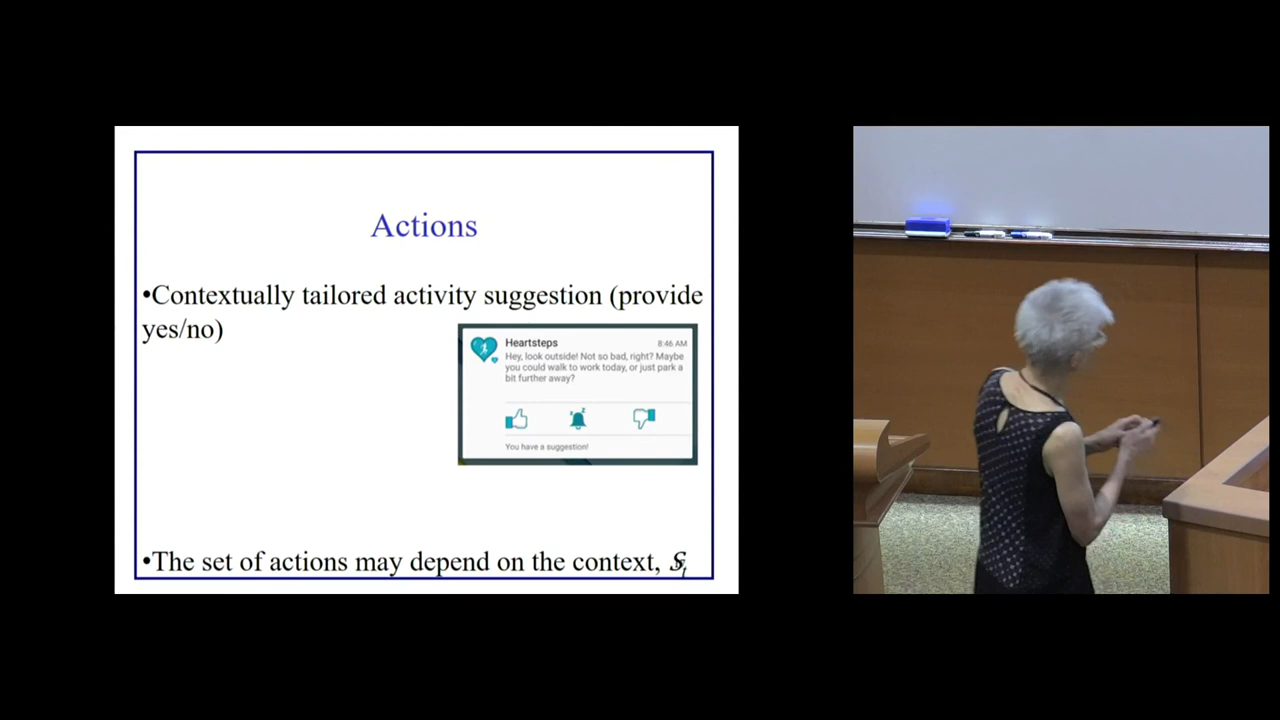 Actions
•Contextually tailored activity suggestion (provide
yes/no)
Heartsteps 8:46 AM
Hey, look outside! Not so bad, right? Maybe
you could walk to work today, or just park a
bit further away?
You have a suggestion!
•The set of actions may depend on the context, S_t